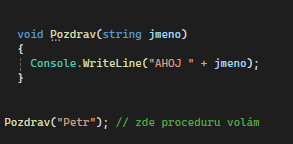 void Pozdrav(string jmeno)
{
Console.WriteLine("AHOJ " + jmeno);
}
Pozdrav("Petr"); // zde proceduru volám